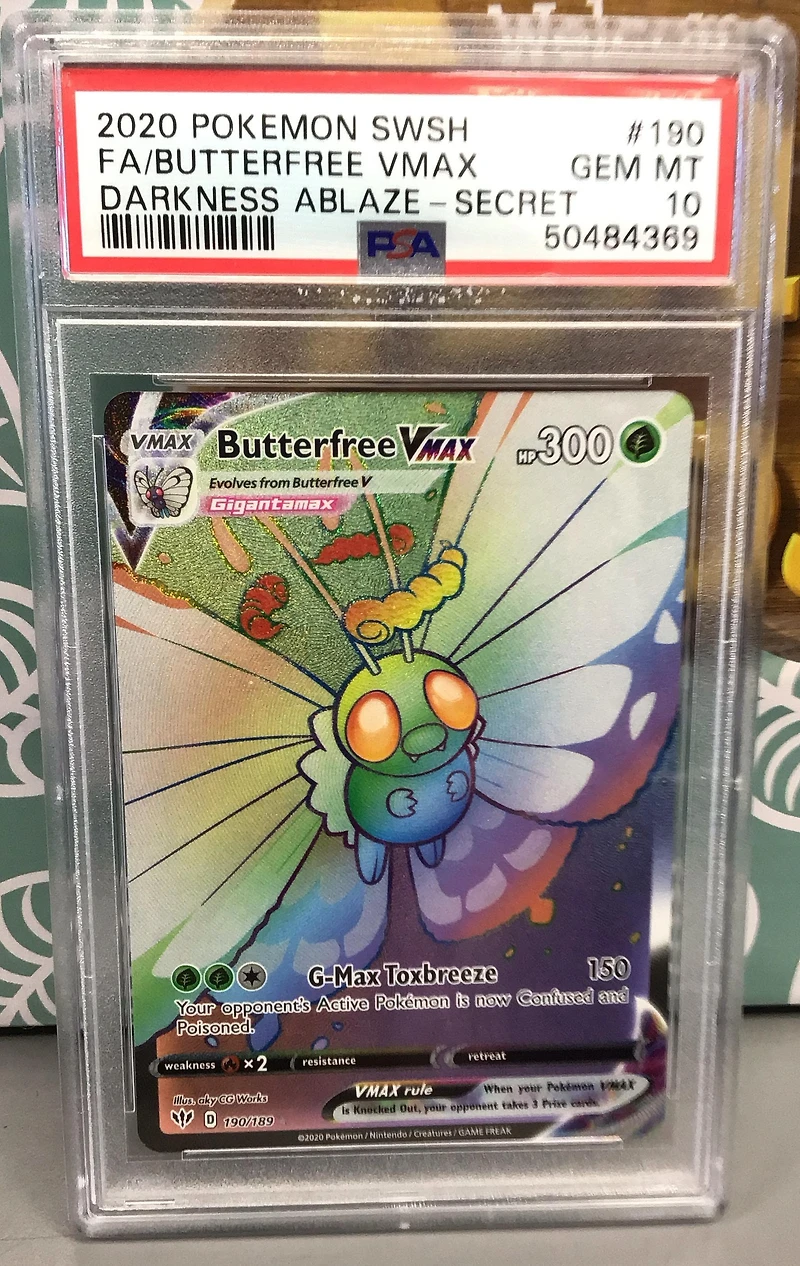 2020 POKEMON SWSH #190
FA/BUTTERFREE VMAX GEM MT
DARKNESS ABLAZE - SECRET 10
PSA 50484369
VMAX Butterfree VMAX HP 300
Evolves from Butterfree V
Gigantamax
G-Max Toxbreeze 150
Your opponent's Active Pokémon is now Confused and
Poisoned.
weakness ×2 resistance retreat
VMAX rule When your Pokémon VMAX
is Knocked Out, your opponent takes 3 Prize cards.
Illus. aky CG Works
D 190/189
©2020 Pokémon / Nintendo / Creatures / GAME FREAK